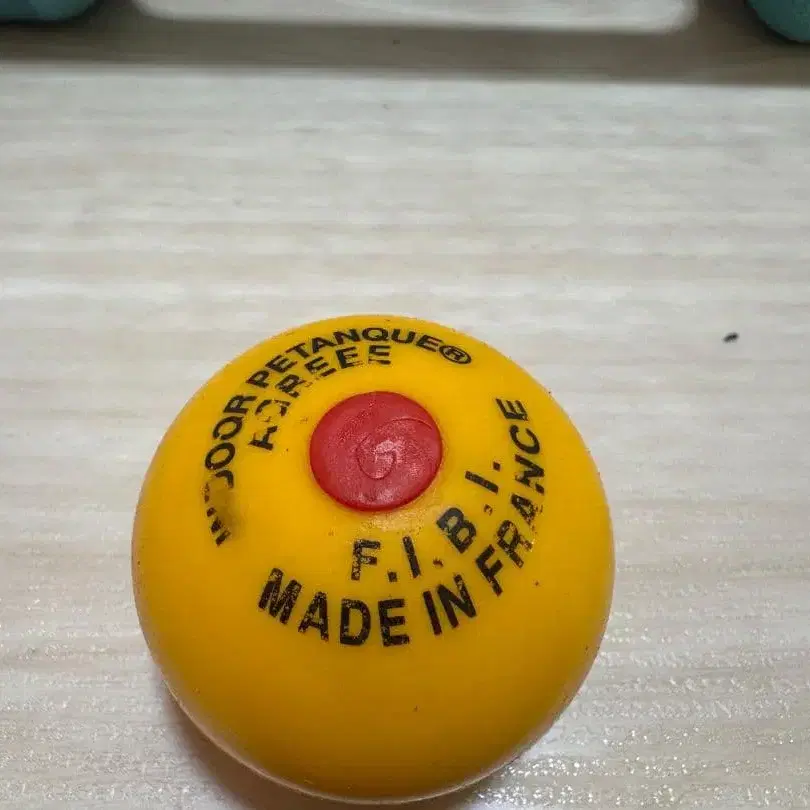 INDOOR PETANQUE®
AGREEE
F.I.B.I.
MADE IN FRANCE